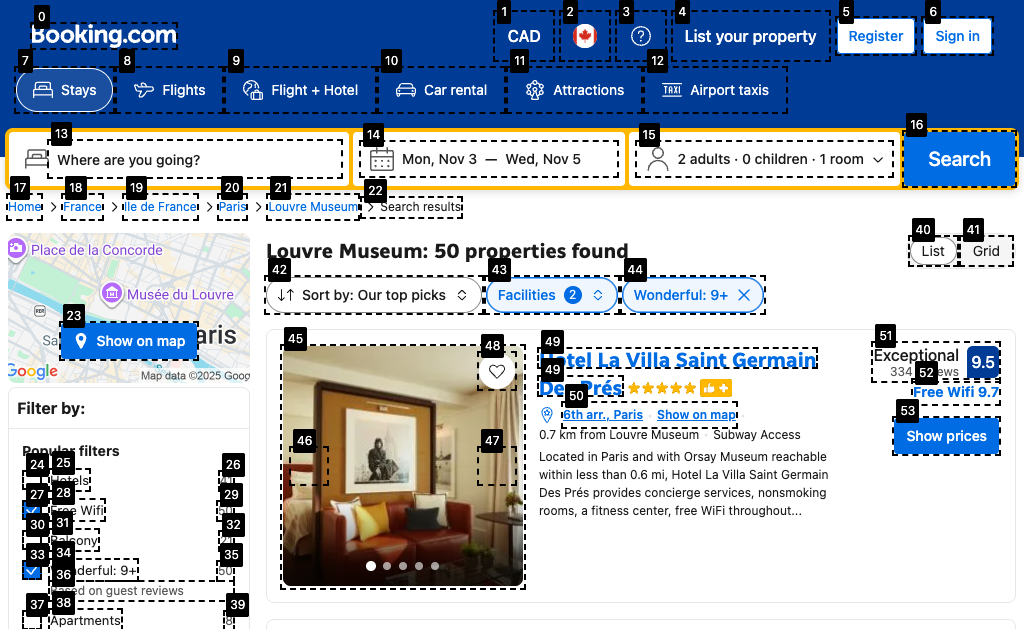 Booking.com
CAD
List your property
Register
Sign in
Stays
Flights
Flight + Hotel
Car rental
Attractions
Airport taxis
Where are you going?
Mon, Nov 3 — Wed, Nov 5
2 adults · 0 children · 1 room
Search
Home
France
Ile de France
Paris
Louvre Museum
Search results
Place de la Concorde
Musée du Louvre
Show on map
Google
Map data ©2025
Louvre Museum: 50 properties found
List
Grid
Sort by: Our top picks
Facilities 2
Wonderful: 9+
Filter by:
Popular filters
Hotels
Free Wifi
Balcony
Wonderful: 9+
Based on guest reviews
Apartments
Hotel La Villa Saint Germain
Des Prés
6th arr., Paris
Show on map
0.7 km from Louvre Museum · Subway Access
Located in Paris and with Orsay Museum reachable
within less than 0.6 mi, Hotel La Villa Saint Germain
Des Prés provides concierge services, nonsmoking
rooms, a fitness center, free WiFi throughout...
Exceptional
9.5
Free Wifi 9.7
Show prices
0
1
2
3
4
5
6
7
8
9
10
11
12
13
14
15
16
17
18
19
20
21
22
23
24
25
26
27
28
29
30
31
32
33
34
35
36
37
38
39
40
41
42
43
44
45
46
47
48
49
49
50
51
52
53